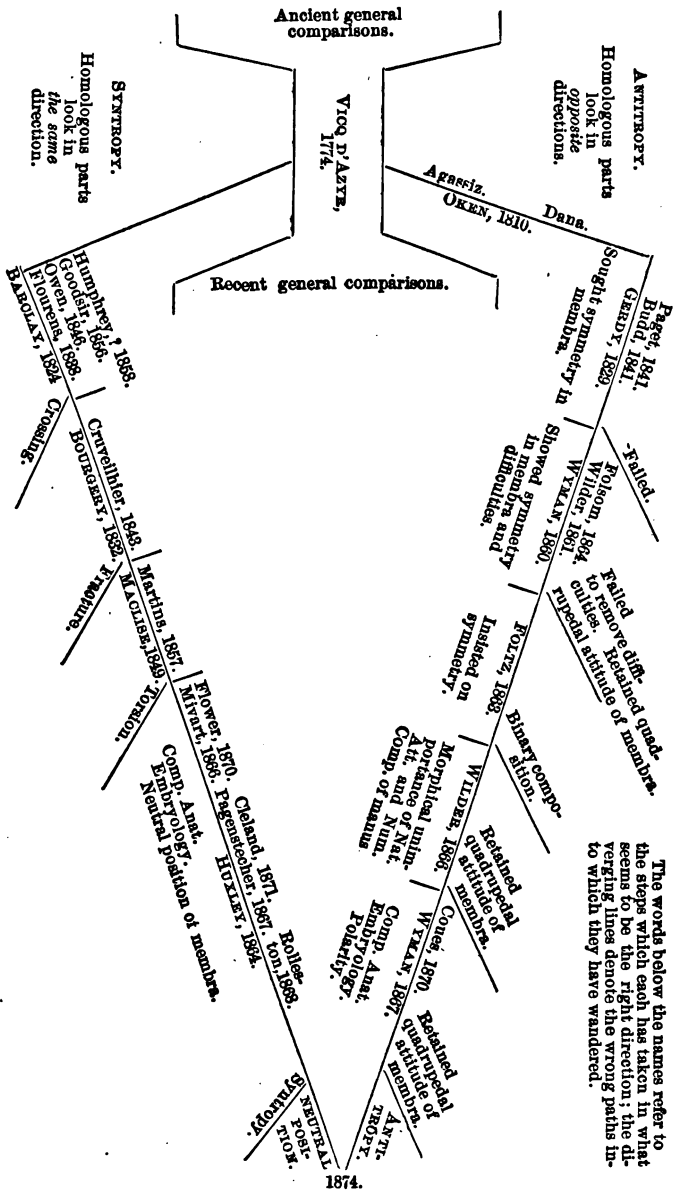 Ancient general
comparisons.
VICQ D'AZYR,
1774.
Recent general comparisons.
ANTITROPY.
Homologous parts
look in
opposite
directions.
SYNTROPY.
Homologous parts
look in
the same
direction.
Agassiz.
OKEN, 1810.
Dana.
Paget, 1841.
Budd, 1841.
GERDY, 1829.
Sought symmetry in
membra.
-Failed.
Folsom, 1864.
Wilder, 1861.
WYMAN, 1860.
Showed symmetry
in membra and
difficulties.
Failed
to remove diffi-
culties. Retained quad-
rupedal attitude of membra.
FOLTZ, 1863.
Insisted on
symmetry.
Binary compo-
sition.
WILDER, 1866.
Morphical unim-
portance of Nat.
Att. and Num.
Comp. of manus
Retained
quadrupedal
attitude of
membra.
Coues, 1870.
WYMAN, 1867.
Comp. Anat.
Embryology.
Polarity.
Retained
quadrupedal
attitude of
membra.
ANTI-
TROPY.
Humphrey,? 1858.
Goodsir, 1856.
Owen, 1846.
Flourens, 1838.
BARCLAY, 1824
Crossing.
Cruveilhier, 1843.
BOURGERY, 1832.
Fracture.
Martins, 1857.
MACLISE, 1849.
Torsion.
Flower, 1870. Cleland, 1871. Rolles-
Mivart, 1866. Pagenstecher, 1867. ton, 1868.
HUXLEY, 1864.
Comp. Anat.
Embryology.
Neutral position of membra.
Syntropy.
NEUTRAL
POSI-
TION.
1874.
The words below the names refer to
the steps which each has taken in what
seems to be the right direction; the di-
verging lines denote the wrong paths in-
to which they have wandered.